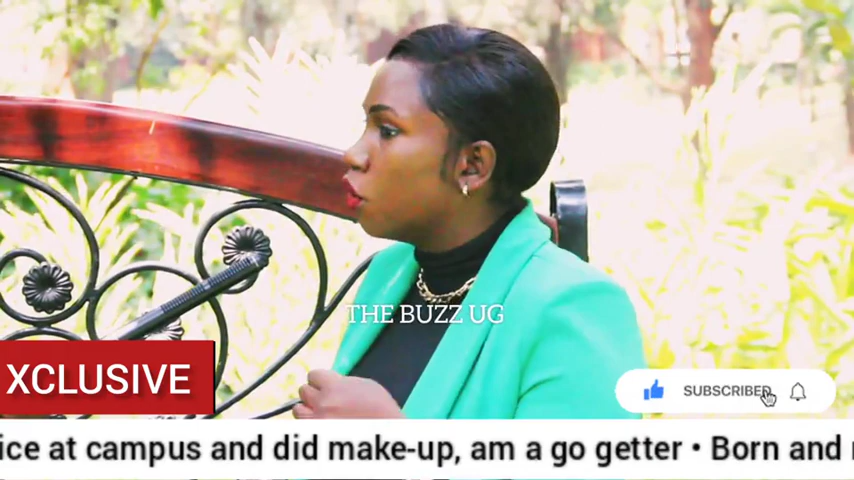 THE BUZZ UG
XCLUSIVE
SUBSCRIBED
ice at campus and did make-up, am a go getter • Born and